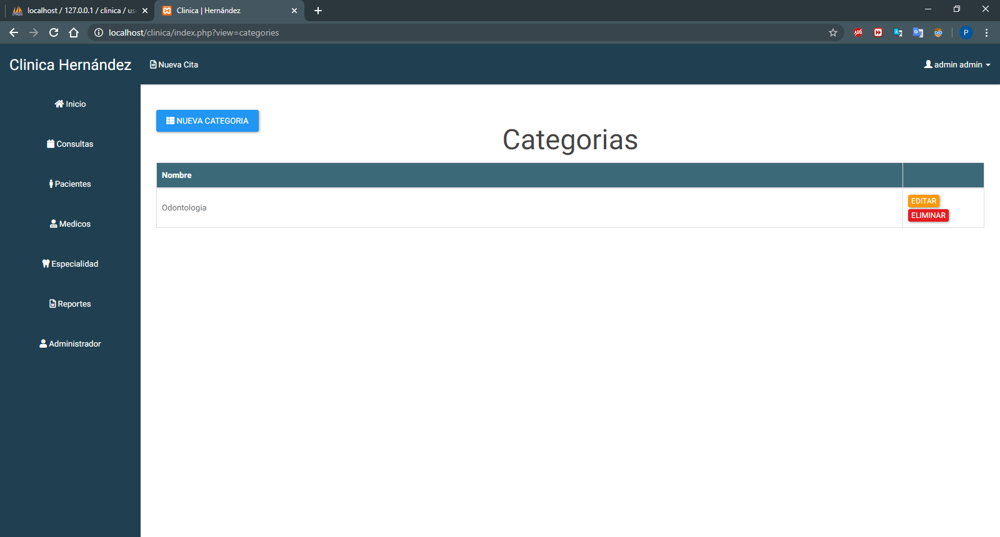 localhost / 127.0.0.1 / clinica / us
Clinica | Hernández
localhost/clinica/index.php?view=categories
P
Clinica Hernández
Nueva Cita
admin admin
Inicio
Consultas
Pacientes
Medicos
Especialidad
Reportes
Administrador
NUEVA CATEGORIA
Categorias
Nombre
Odontologia
EDITAR
ELIMINAR